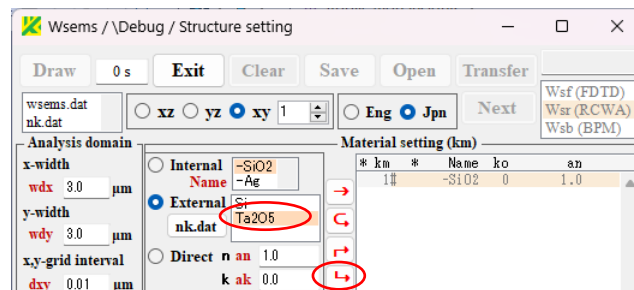 Wsems / \Debug / Structure setting
Draw 0 s Exit Clear Save Open Transfer
wsems.dat
nk.dat
xz yz xy 1 Eng Jpn Next
Wsf (FDTD)
Wsr (RCWA)
Wsb (BPM)
Analysis domain
x-width
wdx 3.0 μm
y-width
wdy 3.0 μm
x,y-grid interval
dxy 0.01 μm
Material setting (km)
Internal Name
-SiO2
-Ag
External
nk.dat
Si
Ta2O5
Direct n an 1.0
k ak 0.0
* km * Name ko an
1# -SiO2 0 1.0